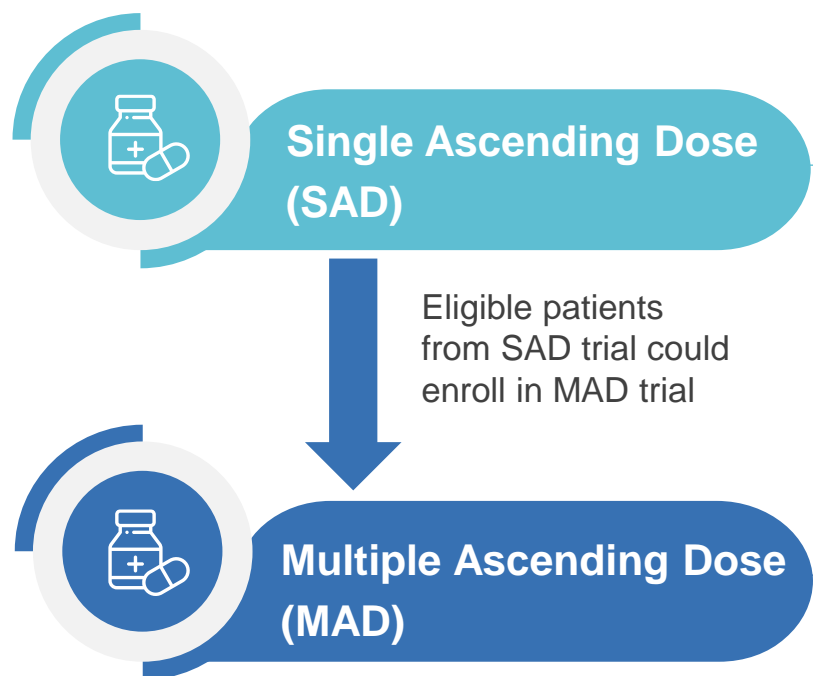 Single Ascending Dose
(SAD)
Eligible patients
from SAD trial could
enroll in MAD trial
Multiple Ascending Dose
(MAD)